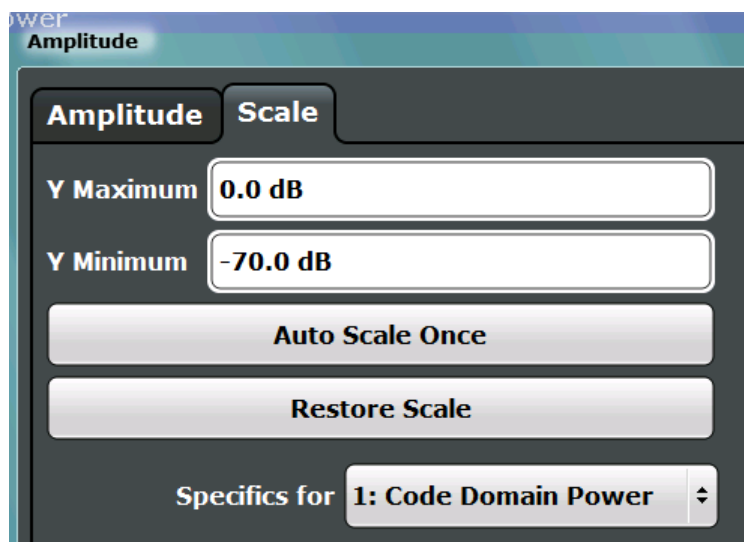 ower
Amplitude
Amplitude Scale
Y Maximum 0.0 dB
Y Minimum -70.0 dB
Auto Scale Once
Restore Scale
Specifics for 1: Code Domain Power